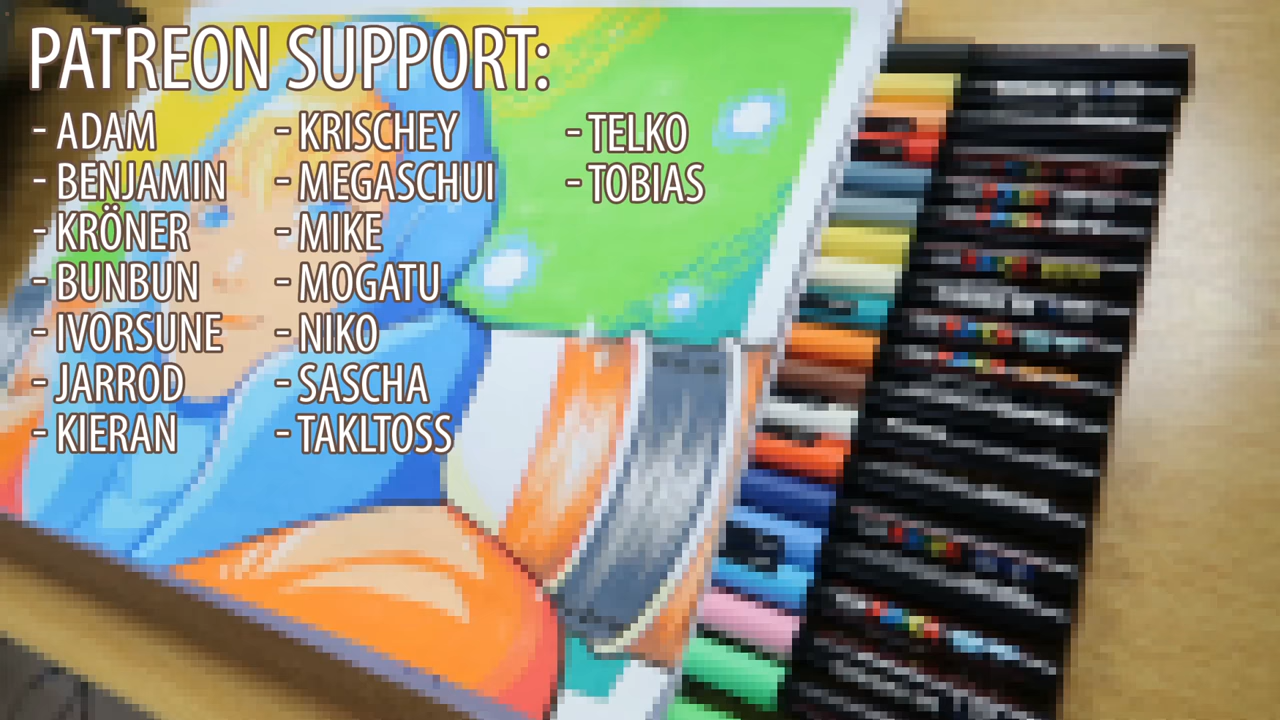 PATREON SUPPORT:
- ADAM
- BENJAMIN
- KRÖNER
- BUNBUN
- IVORSUNE
- JARROD
- KIERAN
- KRISCHEY
- MEGASCHUI
- MIKE
- MOGATU
- NIKO
- SASCHA
- TAKLTOSS
- TELKO
- TOBIAS